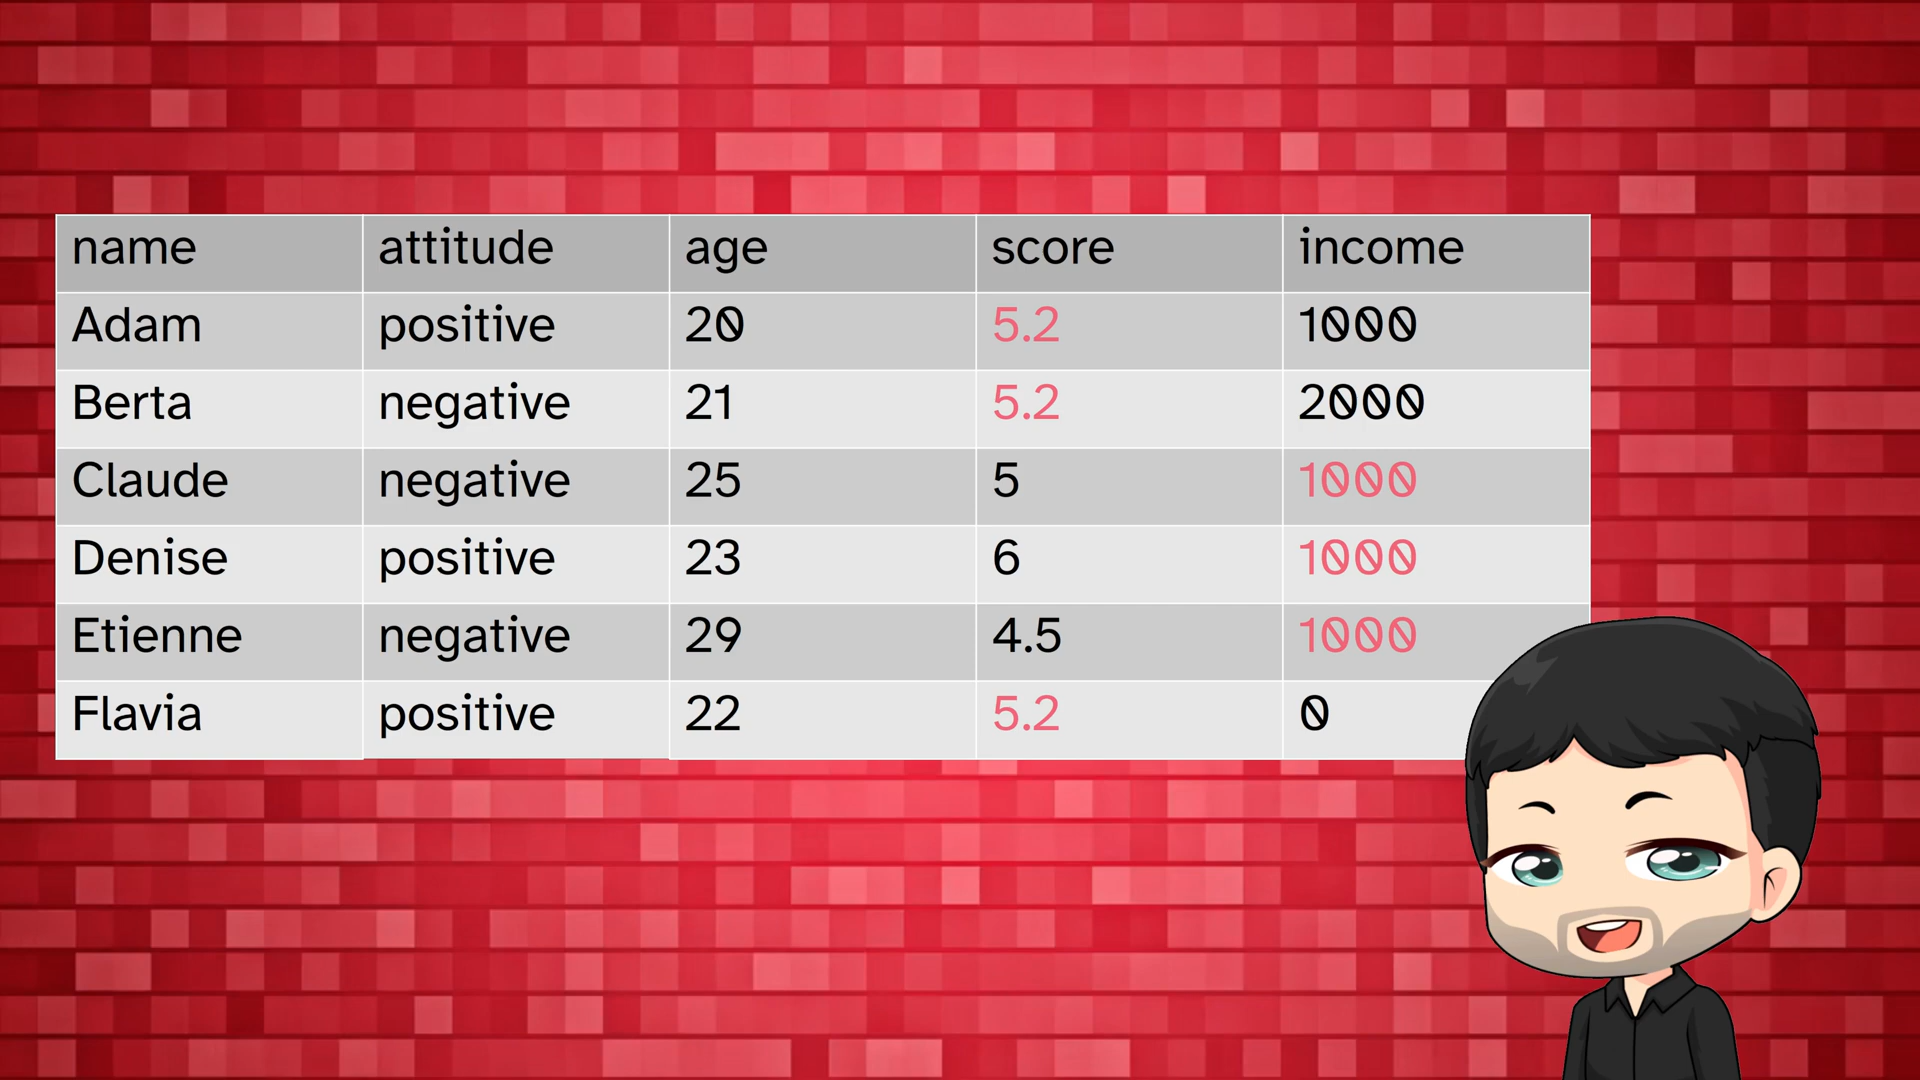 name attitude age score income
Adam positive 20 5.2 1000
Berta negative 21 5.2 2000
Claude negative 25 5 1000
Denise positive 23 6 1000
Etienne negative 29 4.5 1000
Flavia positive 22 5.2 0